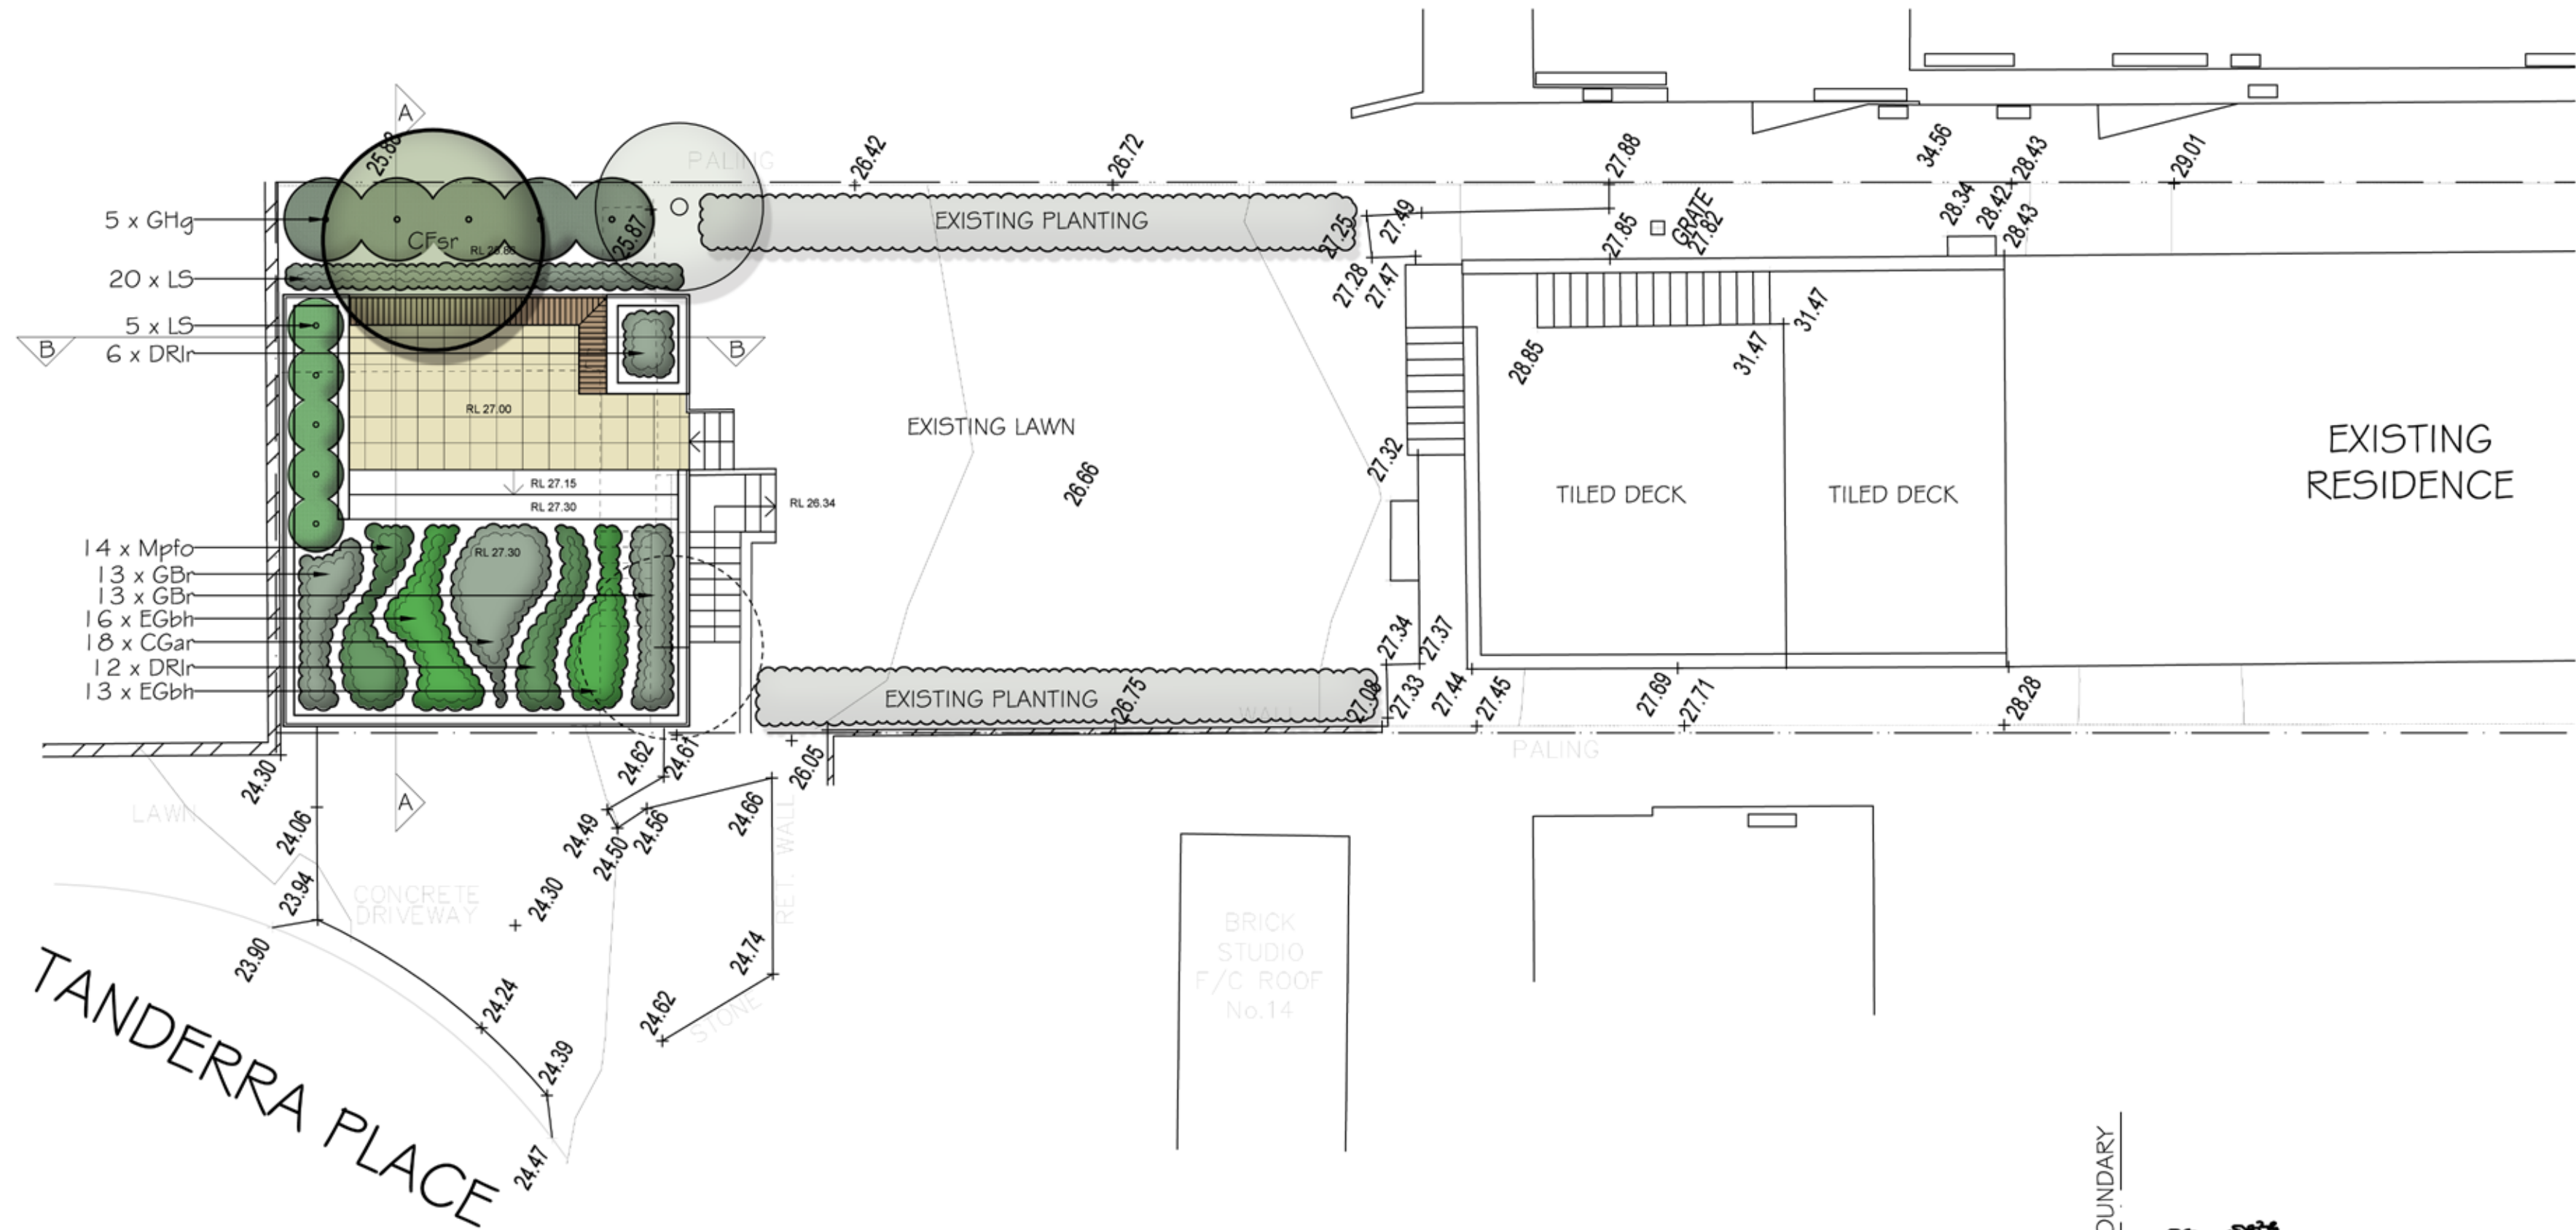 A
25.88
PALING
26.42
26.72
27.88
34.56
28.43
29.01
5 x GHg
CFsr
25.87
EXISTING PLANTING
27.25
27.49
27.85
GRATE
27.82
28.34
28.42
28.43
20 x LS
27.28
27.47
5 x LS
31.47
B
6 x DRlr
B
28.85
31.47
RL 27.00
EXISTING LAWN
27.32
26.66
EXISTING
RESIDENCE
RL 27.15
RL 27.30
RL 26.34
TILED DECK
TILED DECK
14 x Mpfo
RL 27.30
13 x GBr
13 x GBr
16 x EGbh
18 x CGar
12 x DRlr
13 x EGbh
27.34
27.37
EXISTING PLANTING
26.75
WALL
27.08
27.33
27.44
27.45
27.69
27.71
28.28
PALING
24.30
24.62
24.61
26.05
LAWN
A
24.06
24.49
24.50
24.56
24.66
RET. WALL
23.94
CONCRETE
DRIVEWAY
24.30
BRICK
STUDIO
F/C ROOF
No.14
23.90
24.74
24.24
24.62
STONE
24.39
24.47
TANDERRA PLACE